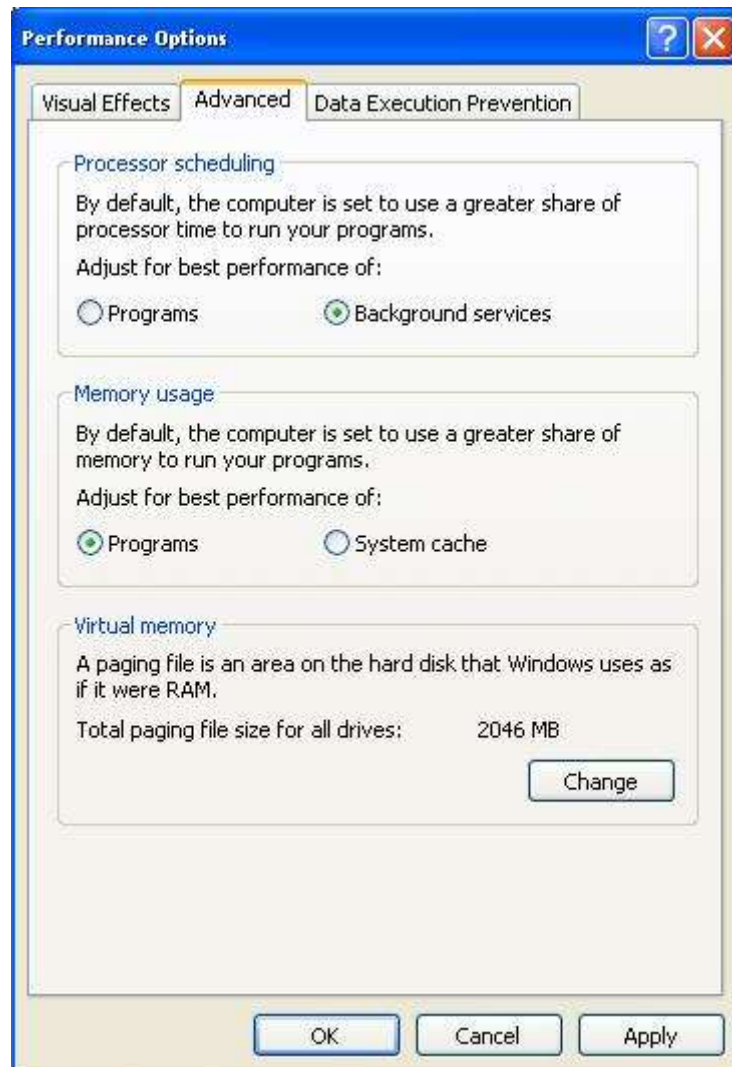 Performance Options
Visual Effects
Advanced
Data Execution Prevention
Processor scheduling
By default, the computer is set to use a greater share of
processor time to run your programs.
Adjust for best performance of:
Programs
Background services
Memory usage
By default, the computer is set to use a greater share of
memory to run your programs.
Adjust for best performance of:
Programs
System cache
Virtual memory
A paging file is an area on the hard disk that Windows uses as
if it were RAM.
Total paging file size for all drives:
2046 MB
Change
OK
Cancel
Apply